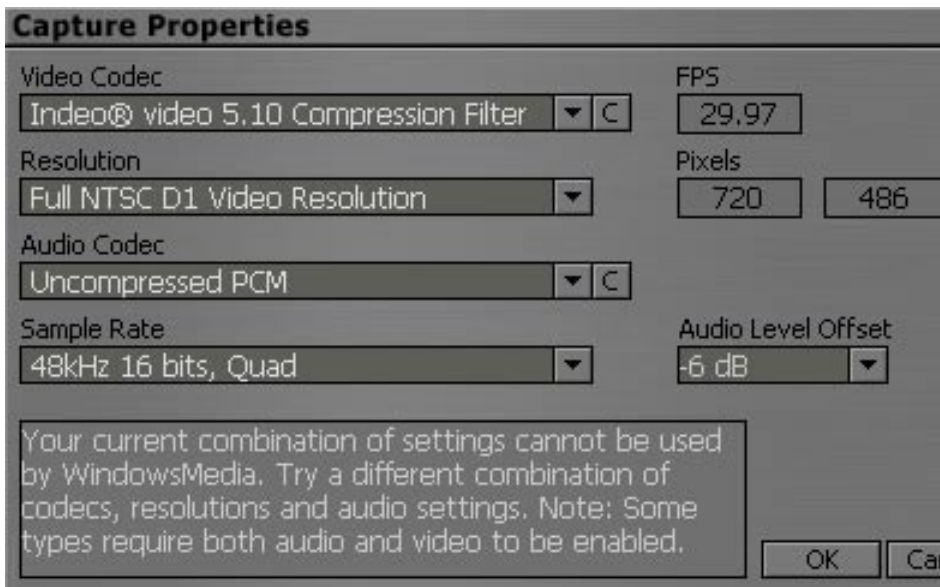 Capture Properties
Video Codec
FPS
Indeo® video 5.10 Compression Filter
C
29.97
Resolution
Pixels
Full NTSC D1 Video Resolution
720
486
Audio Codec
Uncompressed PCM
C
Sample Rate
Audio Level Offset
48kHz 16 bits, Quad
-6 dB
Your current combination of settings cannot be used
by WindowsMedia. Try a different combination of
codecs, resolutions and audio settings. Note: Some
types require both audio and video to be enabled.
OK